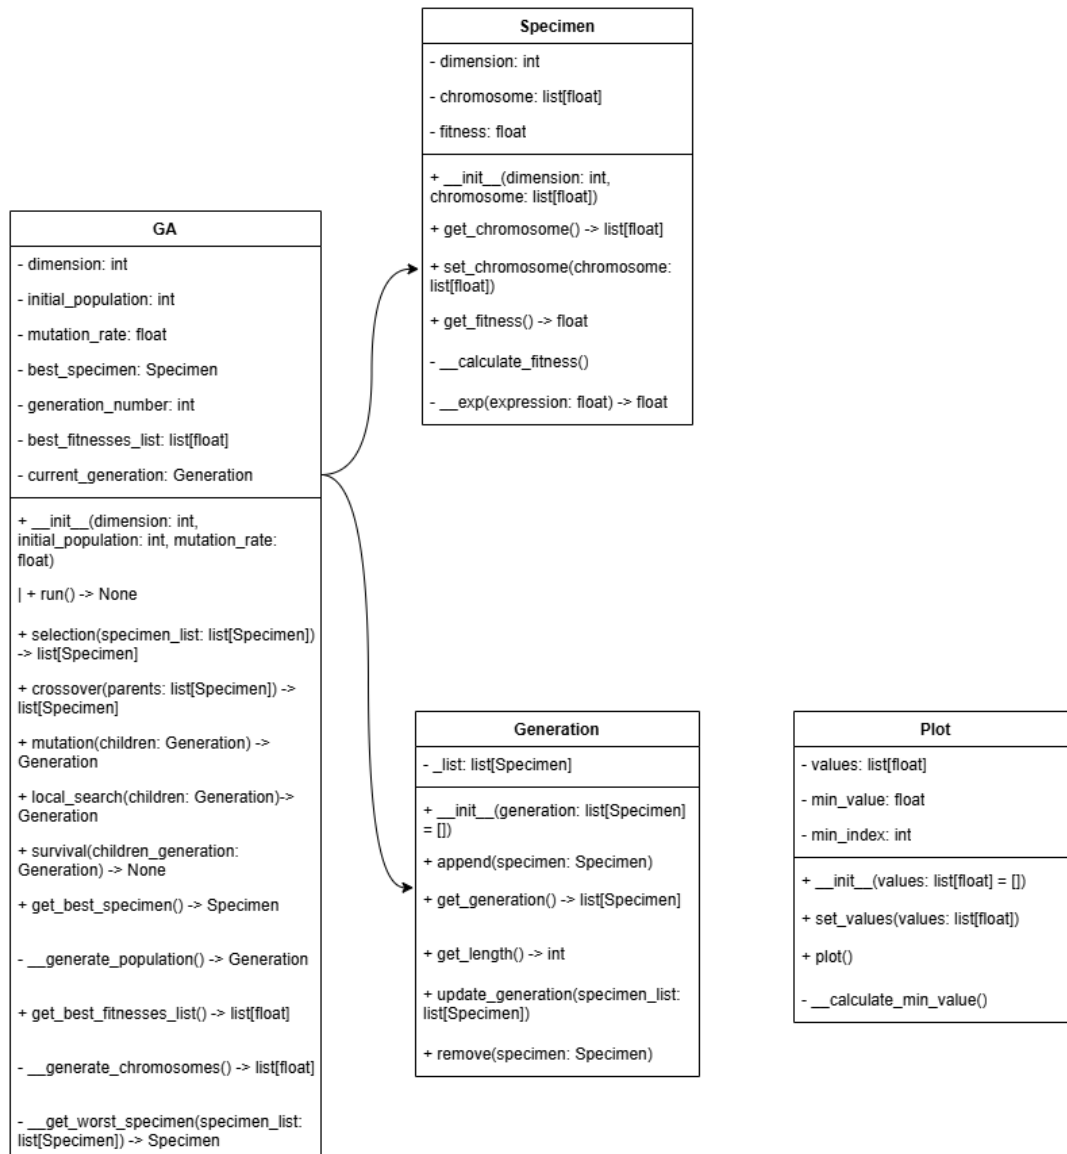 Specimen
- dimension: int
- chromosome: list[float]
- fitness: float
+ __init__(dimension: int,
chromosome: list[float])
+ get_chromosome() -> list[float]
+ set_chromosome(chromosome:
list[float])
+ get_fitness() -> float
- __calculate_fitness()
- __exp(expression: float) -> float
GA
- dimension: int
- initial_population: int
- mutation_rate: float
- best_specimen: Specimen
- generation_number: int
- best_fitnesses_list: list[float]
- current_generation: Generation
+ __init__(dimension: int,
initial_population: int, mutation_rate:
float)
| + run() -> None
+ selection(specimen_list: list[Specimen])
-> list[Specimen]
+ crossover(parents: list[Specimen]) ->
list[Specimen]
+ mutation(children: Generation) ->
Generation
+ local_search(children: Generation)->
Generation
+ survival(children_generation:
Generation) -> None
+ get_best_specimen() -> Specimen
- __generate_population() -> Generation
+ get_best_fitnesses_list() -> list[float]
- __generate_chromosomes() -> list[float]
- __get_worst_specimen(specimen_list:
list[Specimen]) -> Specimen
Generation
- _list: list[Specimen]
+ __init__(generation: list[Specimen]
= [])
+ append(specimen: Specimen)
+ get_generation() -> list[Specimen]
+ get_length() -> int
+ update_generation(specimen_list:
list[Specimen])
+ remove(specimen: Specimen)
Plot
- values: list[float]
- min_value: float
- min_index: int
+ __init__(values: list[float] = [])
+ set_values(values: list[float])
+ plot()
- __calculate_min_value()